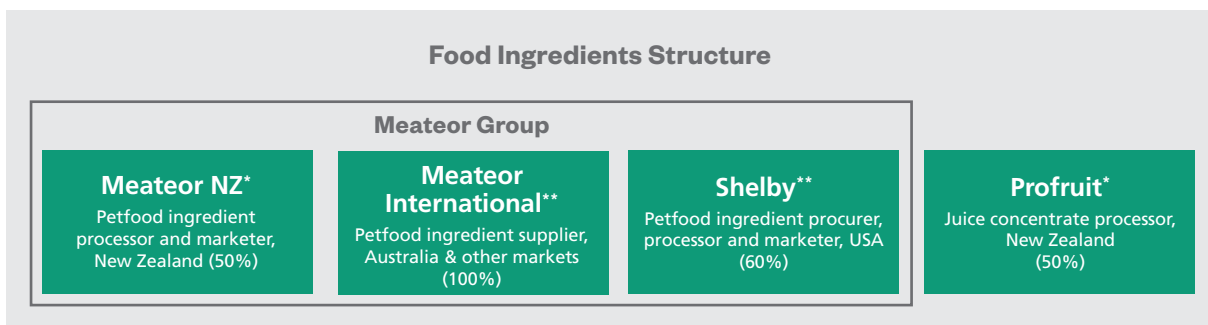 Food Ingredients Structure
Meateor Group
Meateor NZ*
Petfood ingredient
processor and marketer,
New Zealand (50%)
Meateor
International**
Petfood ingredient supplier,
Australia & other markets
(100%)
Shelby**
Petfood ingredient procurer,
processor and marketer, USA
(60%)
Profruit*
Juice concentrate processor,
New Zealand
(50%)